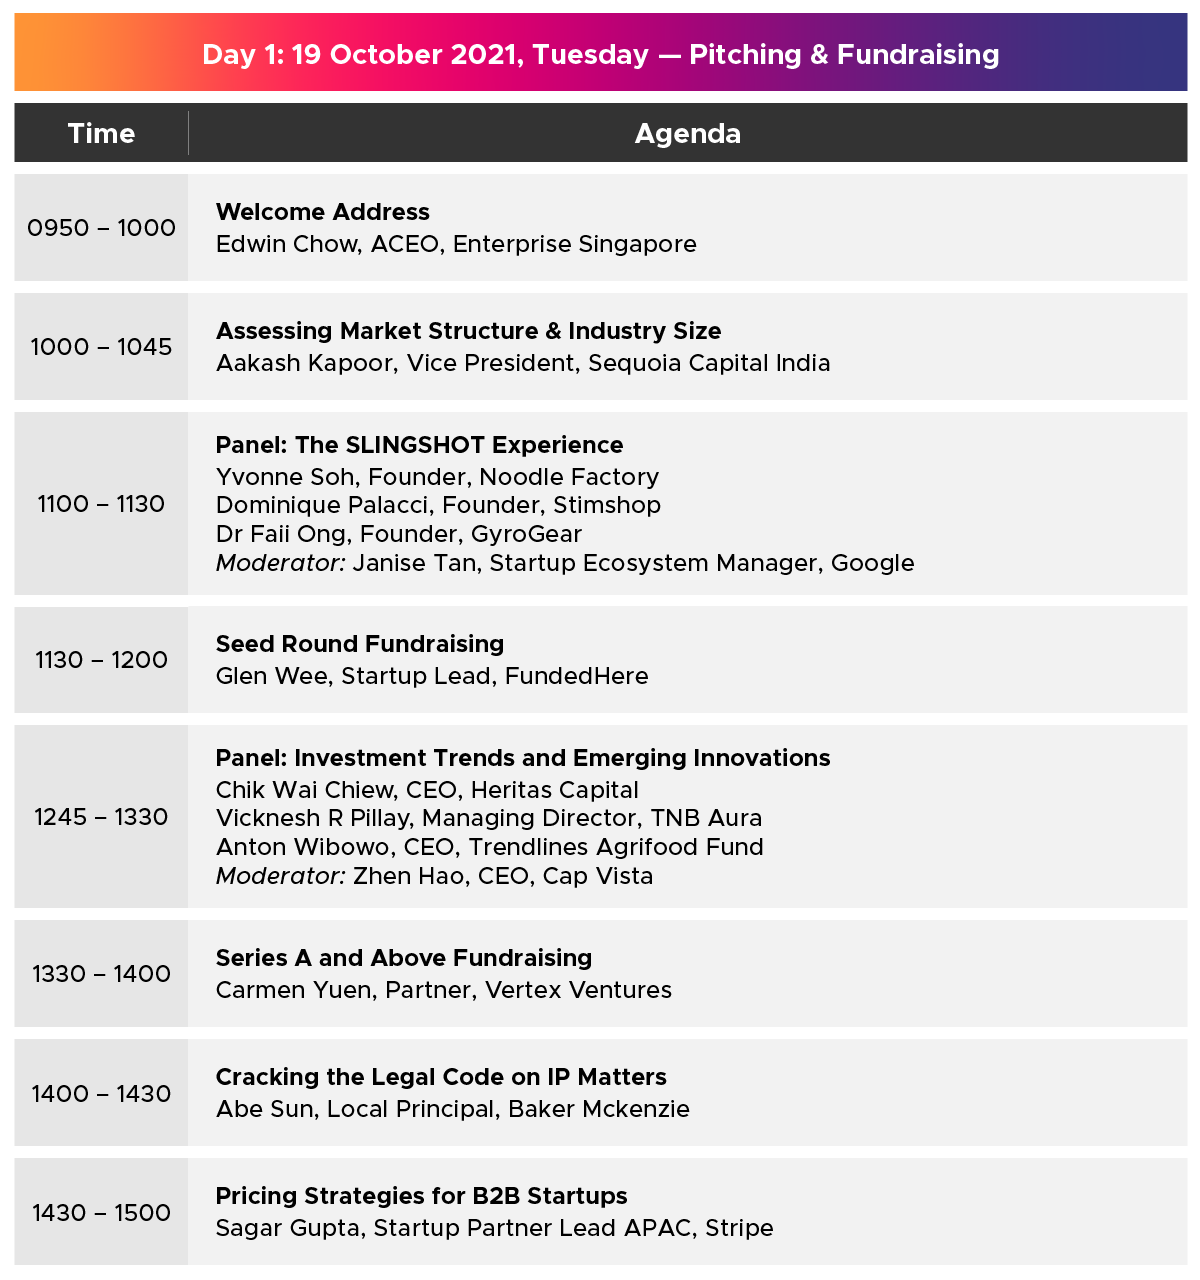 Day 1: 19 October 2021, Tuesday — Pitching & Fundraising
Time
Agenda
0950 – 1000
Welcome Address
Edwin Chow, ACEO, Enterprise Singapore
1000 – 1045
Assessing Market Structure & Industry Size
Aakash Kapoor, Vice President, Sequoia Capital India
1100 – 1130
Panel: The SLINGSHOT Experience
Yvonne Soh, Founder, Noodle Factory
Dominique Palacci, Founder, Stimshop
Dr Faii Ong, Founder, GyroGear
Moderator: Janise Tan, Startup Ecosystem Manager, Google
1130 – 1200
Seed Round Fundraising
Glen Wee, Startup Lead, FundedHere
1245 – 1330
Panel: Investment Trends and Emerging Innovations
Chik Wai Chiew, CEO, Heritas Capital
Vicknesh R Pillay, Managing Director, TNB Aura
Anton Wibowo, CEO, Trendlines Agrifood Fund
Moderator: Zhen Hao, CEO, Cap Vista
1330 – 1400
Series A and Above Fundraising
Carmen Yuen, Partner, Vertex Ventures
1400 – 1430
Cracking the Legal Code on IP Matters
Abe Sun, Local Principal, Baker Mckenzie
1430 – 1500
Pricing Strategies for B2B Startups
Sagar Gupta, Startup Partner Lead APAC, Stripe